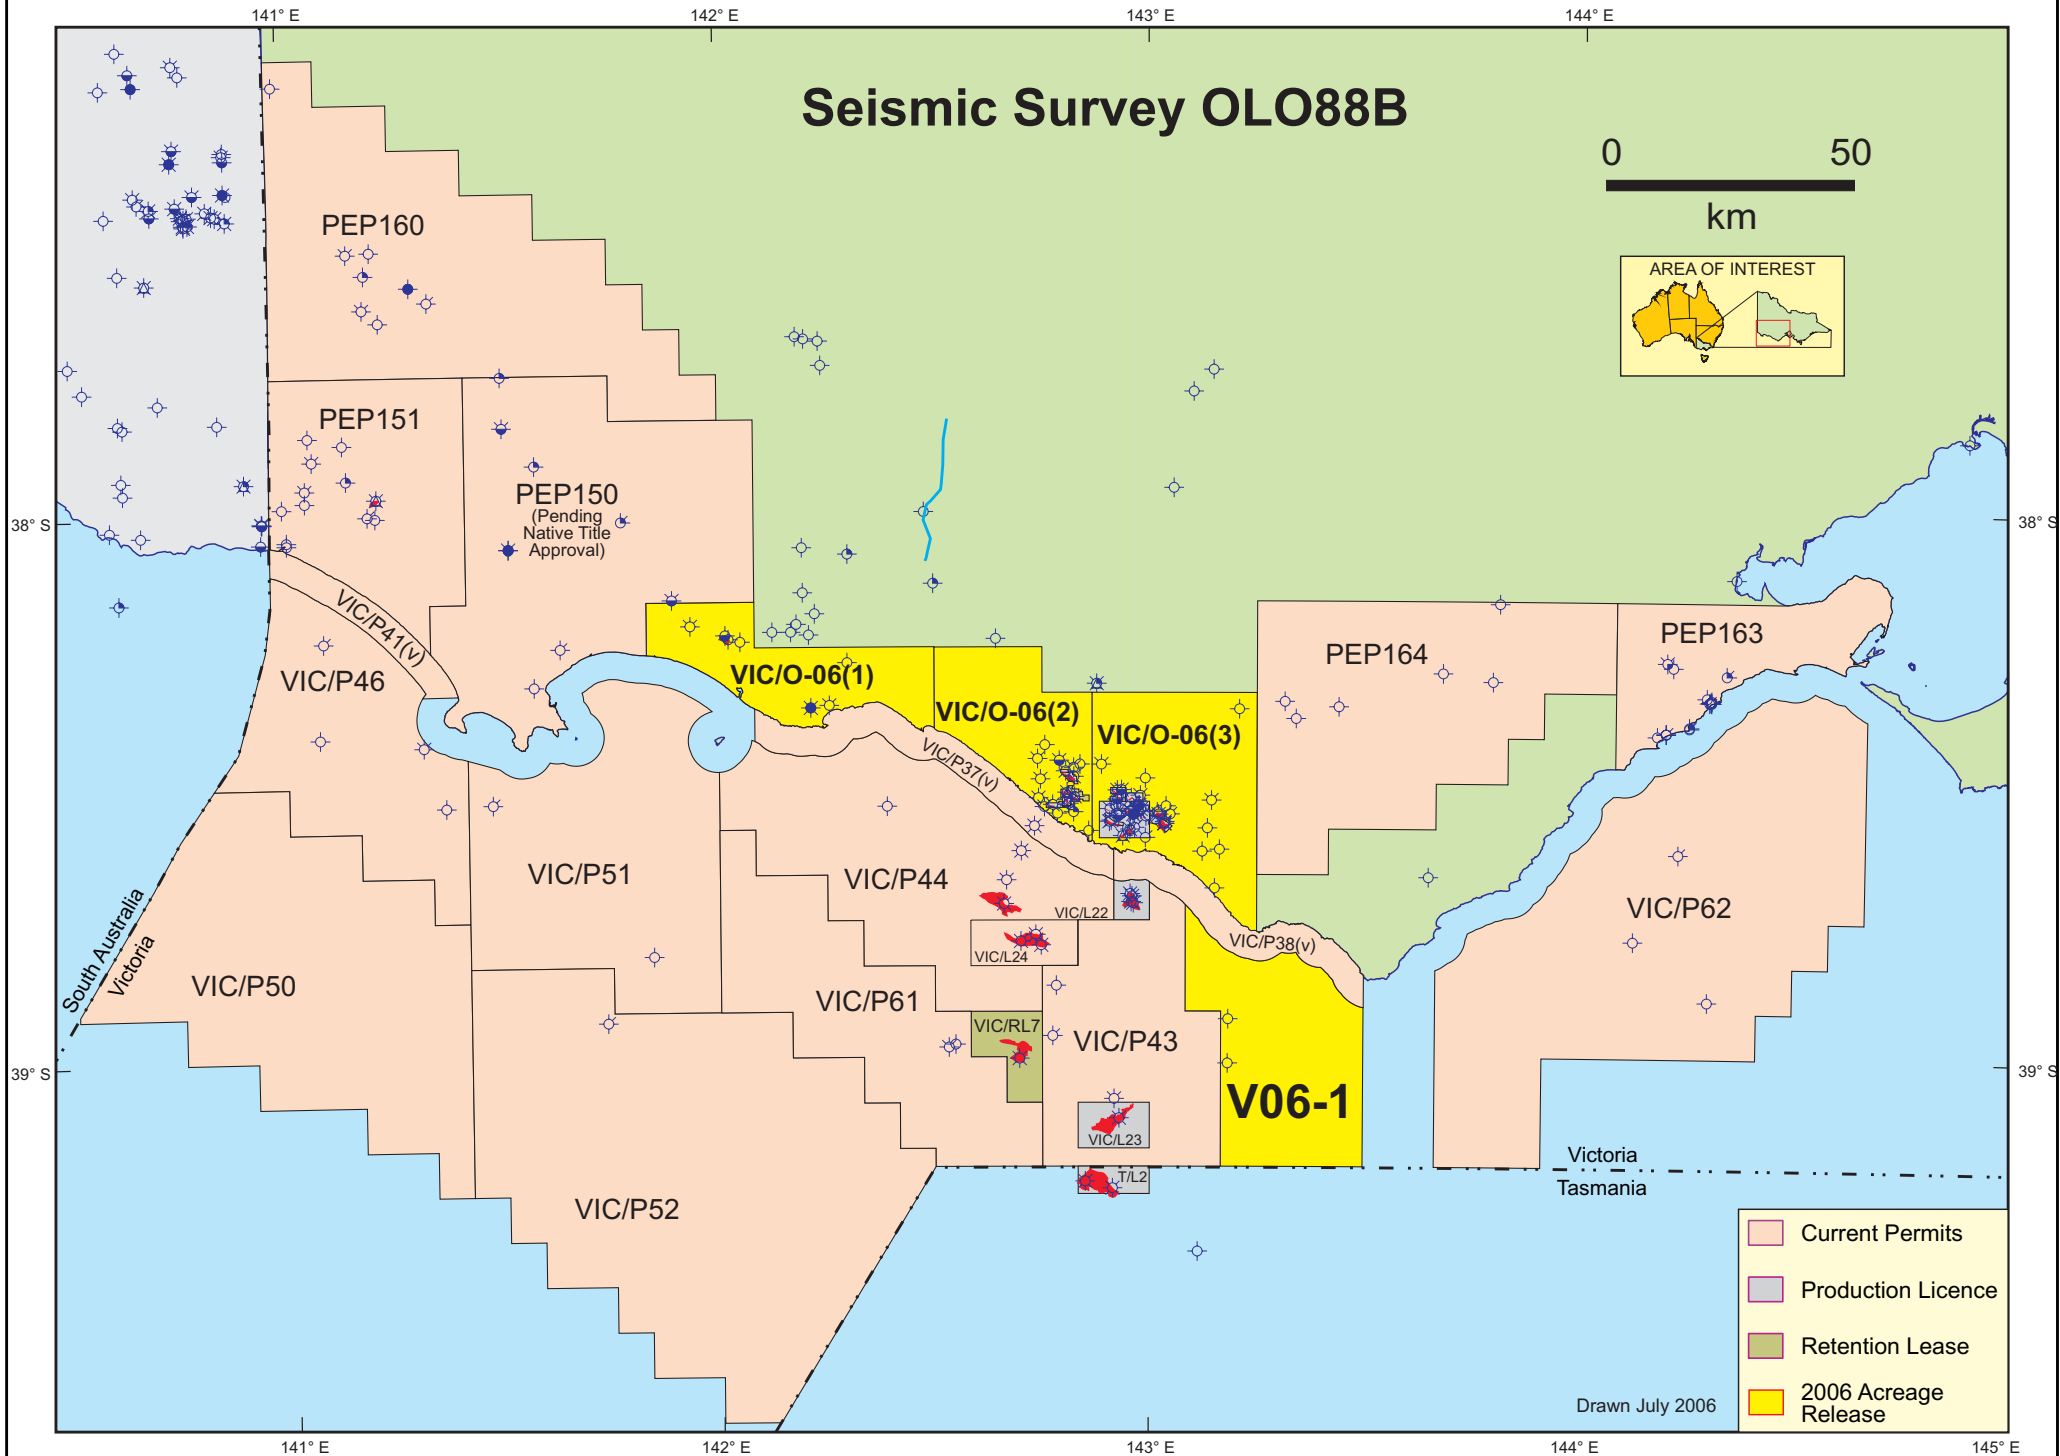 141° E
142° E
143° E
144° E
Seismic Survey OLO88B
0
50
km
AREA OF INTEREST
PEP160
PEP151
PEP150
(Pending
Native Title
Approval)
38° S
38° S
VIC/P41(v)
VIC/P46
VIC/O-06(1)
VIC/O-06(2)
VIC/O-06(3)
PEP164
PEP163
VIC/P37(v)
VIC/P51
VIC/P44
VIC/L22
VIC/P62
VIC/P38(v)
VIC/L24
South Australia
Victoria
VIC/P50
VIC/P61
VIC/RL7
VIC/P43
39° S
39° S
V06-1
VIC/L23
T/L2
Victoria
Tasmania
VIC/P52
Current Permits
Production Licence
Retention Lease
2006 Acreage
Release
Drawn July 2006
141° E
142° E
143° E
144° E
145° E